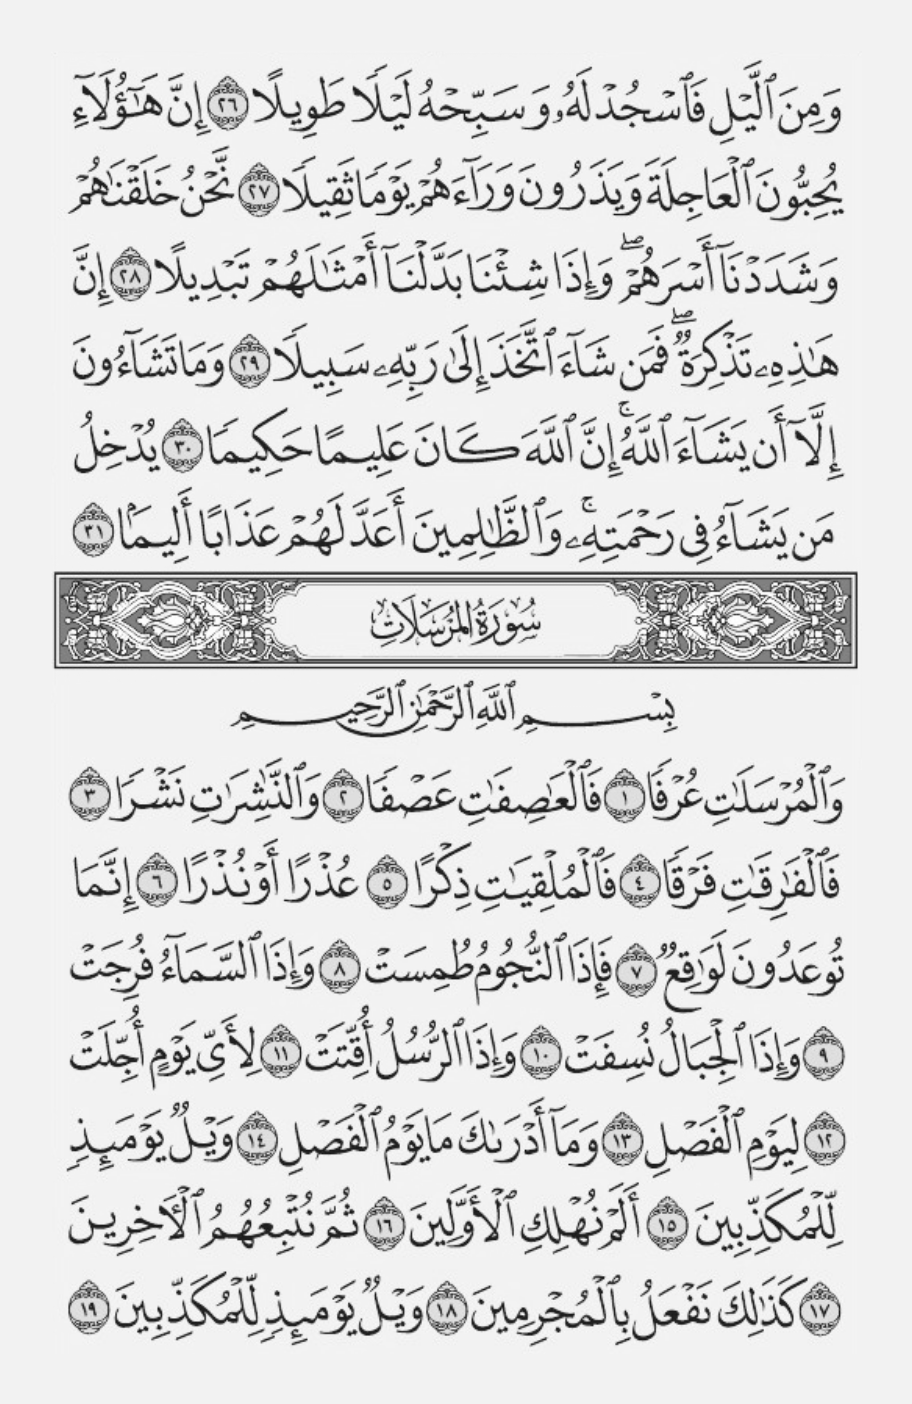 وَمِنَ ٱلَّيْلِ فَٱسْجُدْ لَهُۥ وَسَبِّحْهُ لَيْلًا طَوِيلًا ٢٦ إِنَّ هَٰٓؤُلَآءِ
يُحِبُّونَ ٱلْعَاجِلَةَ وَيَذَرُونَ وَرَآءَهُمْ يَوْمًا ثَقِيلًا ٢٧ نَّحْنُ خَلَقْنَٰهُمْ
وَشَدَدْنَآ أَسْرَهُمْۖ وَإِذَا شِئْنَا بَدَّلْنَآ أَمْثَٰلَهُمْ تَبْدِيلًا ٢٨ إِنَّ
هَٰذِهِۦ تَذْكِرَةٌۖ فَمَن شَآءَ ٱتَّخَذَ إِلَىٰ رَبِّهِۦ سَبِيلًا ٢٩ وَمَا تَشَآءُونَ
إِلَّآ أَن يَشَآءَ ٱللَّهُۚ إِنَّ ٱللَّهَ كَانَ عَلِيمًا حَكِيمًا ٣٠ يُدْخِلُ
مَن يَشَآءُ فِى رَحْمَتِهِۦۚ وَٱلظَّٰلِمِينَ أَعَدَّ لَهُمْ عَذَابًا أَلِيمًۢا ٣١
سُورَةُ المُرْسَلَات
بِسْمِ ٱللَّهِ ٱلرَّحْمَٰنِ ٱلرَّحِيمِ
وَٱلْمُرْسَلَٰتِ عُرْفًا ١ فَٱلْعَٰصِفَٰتِ عَصْفًا ٢ وَٱلنَّٰشِرَٰتِ نَشْرًا ٣
فَٱلْفَٰرِقَٰتِ فَرْقًا ٤ فَٱلْمُلْقِيَٰتِ ذِكْرًا ٥ عُذْرًا أَوْ نُذْرًا ٦ إِنَّمَا
تُوعَدُونَ لَوَٰقِعٌ ٧ فَإِذَا ٱلنُّجُومُ طُمِسَتْ ٨ وَإِذَا ٱلسَّمَآءُ فُرِجَتْ
٩ وَإِذَا ٱلْجِبَالُ نُسِفَتْ ١٠ وَإِذَا ٱلرُّسُلُ أُقِّتَتْ ١١ لِأَىِّ يَوْمٍ أُجِّلَتْ
١٢ لِيَوْمِ ٱلْفَصْلِ ١٣ وَمَآ أَدْرَىٰكَ مَا يَوْمُ ٱلْفَصْلِ ١٤ وَيْلٌ يَوْمَئِذٍ
لِّلْمُكَذِّبِينَ ١٥ أَلَمْ نُهْلِكِ ٱلْأَوَّلِينَ ١٦ ثُمَّ نُتْبِعُهُمُ ٱلْءَاخِرِينَ
١٧ كَذَٰلِكَ نَفْعَلُ بِٱلْمُجْرِمِينَ ١٨ وَيْلٌ يَوْمَئِذٍ لِّلْمُكَذِّبِينَ ١٩